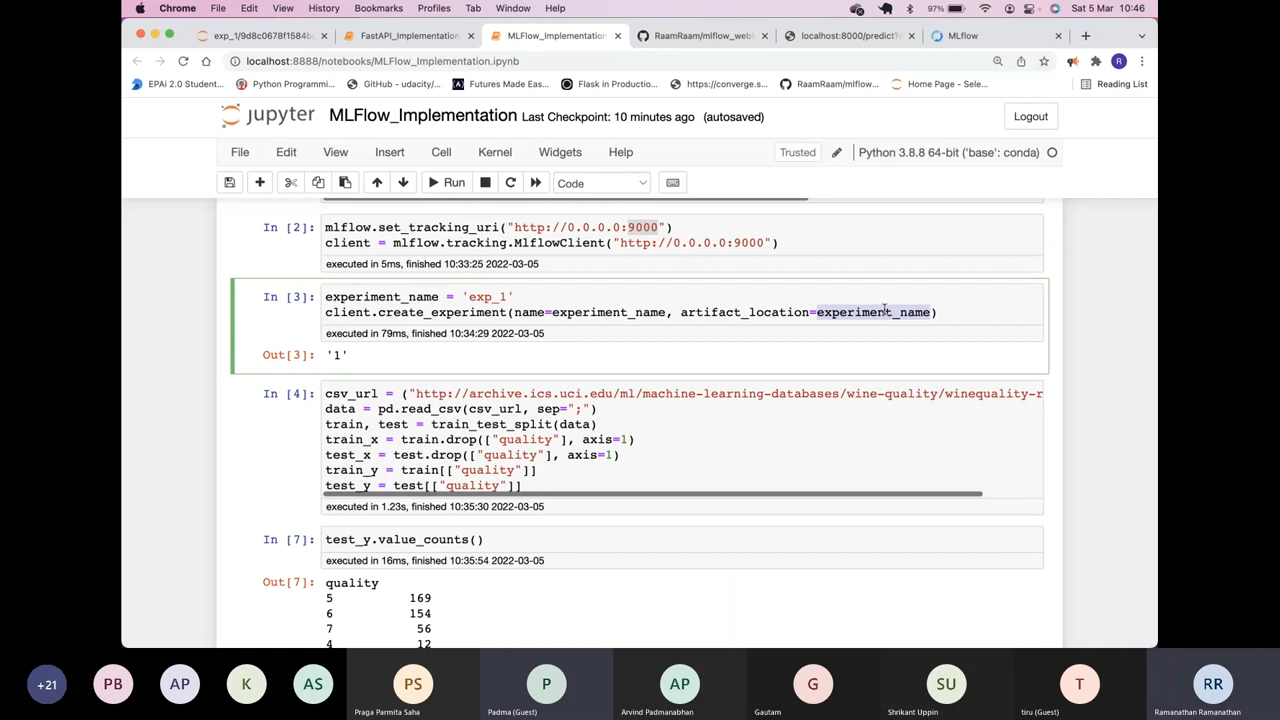 Chrome File Edit View History Bookmarks Profiles Tab Window Help 97% Sat 5 Mar 10:46
exp_1/9d8c0678f1584b FastAPI_Implementation MLFlow_Implementation RaamRaam/mlflow_webi localhost:8000/predict? MLflow
localhost:8888/notebooks/MLFlow_Implementation.ipynb R
EPAi 2.0 Student... Python Programmi... GitHub - udacity/... Futures Made Eas... Flask in Production... https://converge.s... RaamRaam/mlflow... Home Page - Sele... Reading List
jupyter MLFlow_Implementation Last Checkpoint: 10 minutes ago (autosaved) Logout
File Edit View Insert Cell Kernel Widgets Help Trusted Python 3.8.8 64-bit ('base': conda)
Run Code
In [2]: mlflow.set_tracking_uri("http://0.0.0.0:9000")
client = mlflow.tracking.MlflowClient("http://0.0.0.0:9000")
executed in 5ms, finished 10:33:25 2022-03-05
In [3]: experiment_name = 'exp_1'
client.create_experiment(name=experiment_name, artifact_location=experiment_name)
executed in 79ms, finished 10:34:29 2022-03-05
Out[3]: '1'
In [4]: csv_url = ("http://archive.ics.uci.edu/ml/machine-learning-databases/wine-quality/winequality-r
data = pd.read_csv(csv_url, sep=";")
train, test = train_test_split(data)
train_x = train.drop(["quality"], axis=1)
test_x = test.drop(["quality"], axis=1)
train_y = train[["quality"]]
test_y = test[["quality"]]
executed in 1.23s, finished 10:35:30 2022-03-05
In [7]: test_y.value_counts()
executed in 16ms, finished 10:35:54 2022-03-05
Out[7]: quality
5 169
6 154
7 56
4 12
+21 PB AP K AS PS P AP G SU T RR
Praga Parmita Saha Padma (Guest) Arvind Padmanabhan Gautam Shrikant Uppin tiru (Guest) Ramanathan Ramanathan